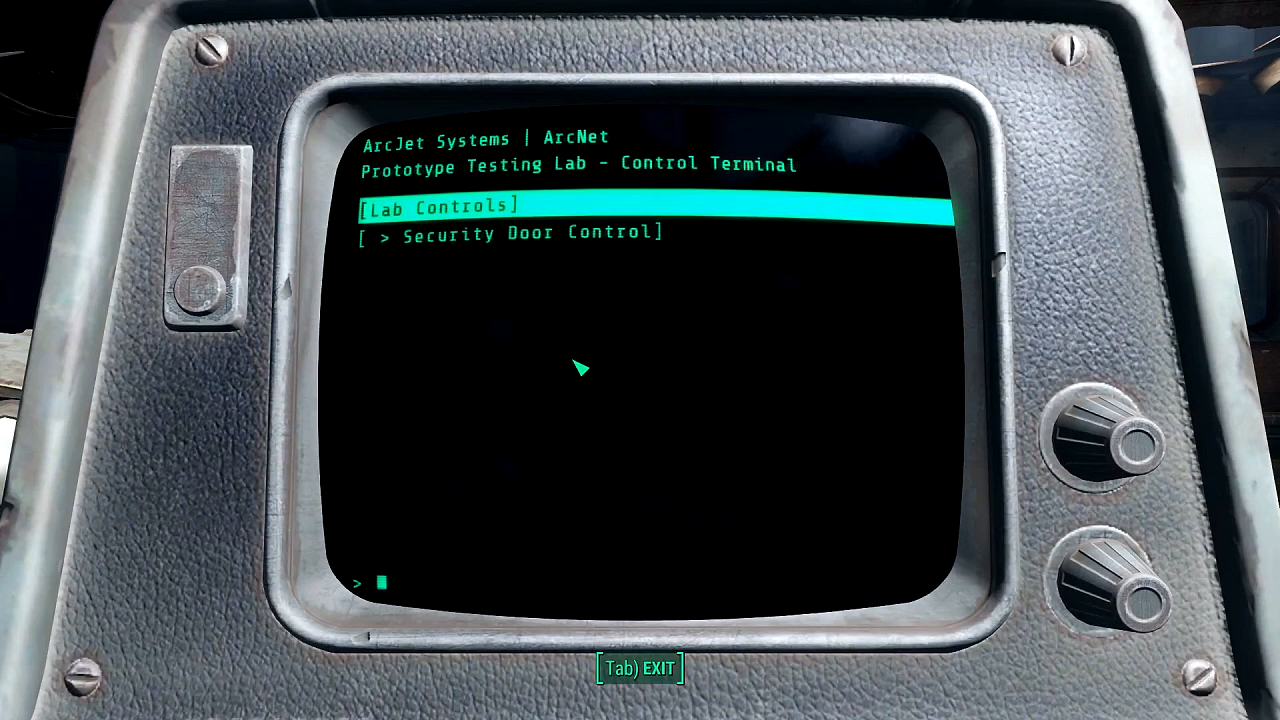 ArcJet Systems | ArcNet
Prototype Testing Lab - Control Terminal
[Lab Controls]
[ > Security Door Control]
>
[Tab) EXIT]